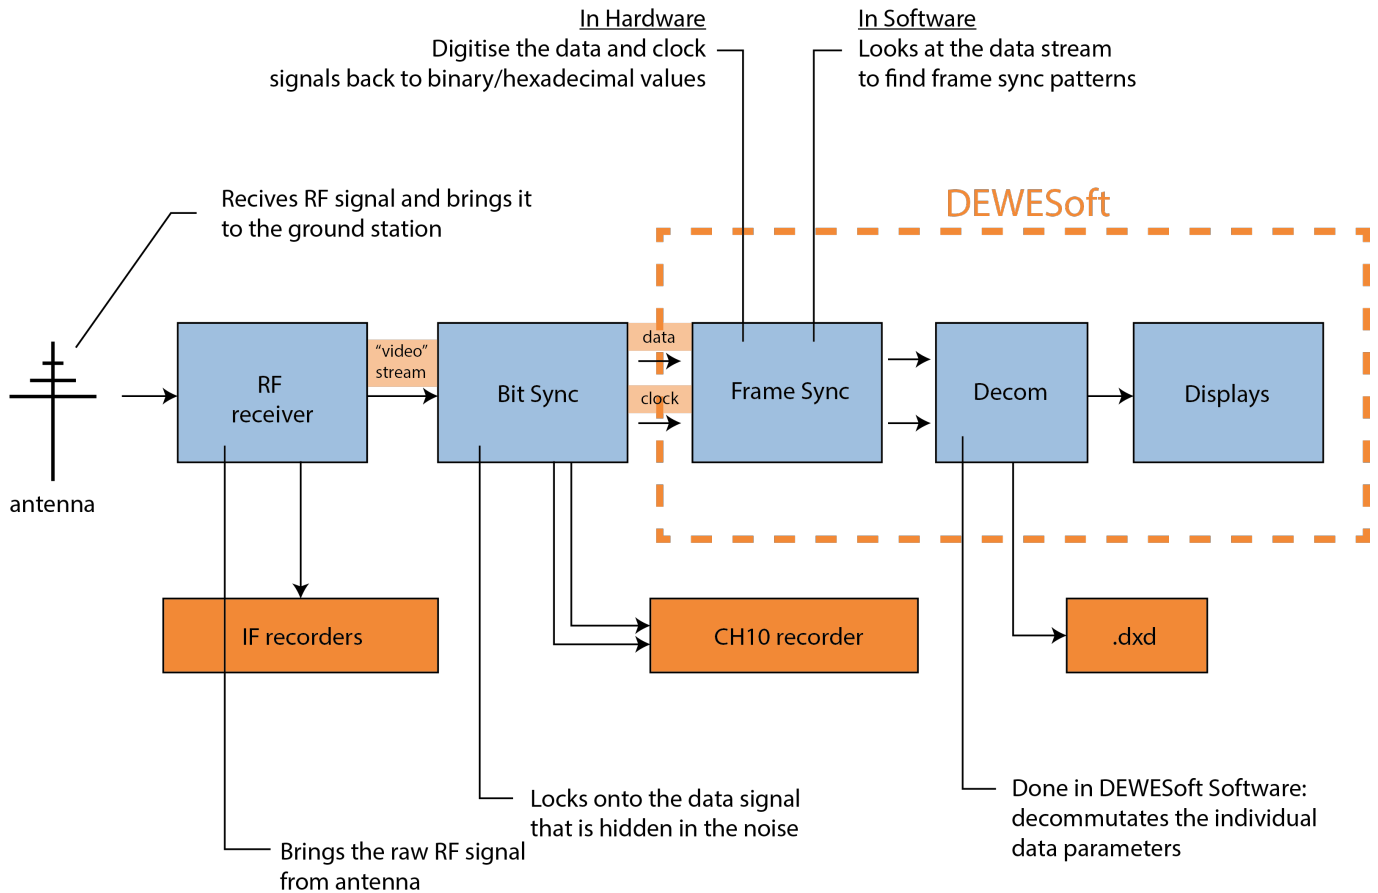 In Hardware
Digitise the data and clock
signals back to binary/hexadecimal values
In Software
Looks at the data stream
to find frame sync patterns
Recives RF signal and brings it
to the ground station
DEWESoft
antenna
RF
receiver
"video"
stream
Bit Sync
data
clock
Frame Sync
Decom
Displays
IF recorders
CH10 recorder
.dxd
Brings the raw RF signal
from antenna
Locks onto the data signal
that is hidden in the noise
Done in DEWESoft Software:
decommutates the individual
data parameters